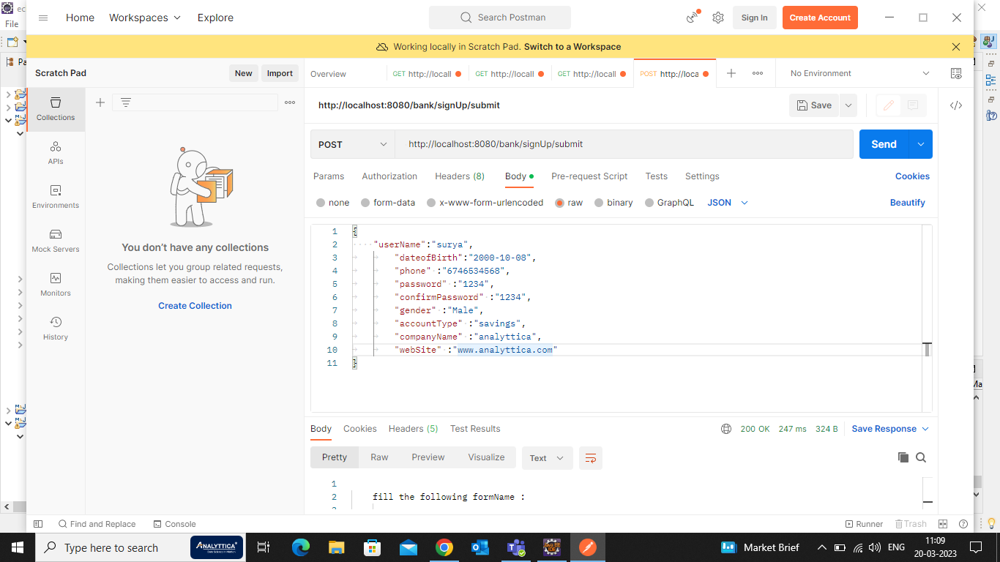 ec
File
Home
Workspaces
Explore
Search Postman
Sign In
Create Account
Working locally in Scratch Pad. Switch to a Workspace
Pa
Scratch Pad
New
Import
Overview
GET http://locall
GET http://locall
GET http://locall
POST http://loca
No Environment
Collections
APIs
Environments
Mock Servers
Monitors
History
You don't have any collections
Collections let you group related requests,
making them easier to access and run.
Create Collection
http://localhost:8080/bank/signUp/submit
Save
POST
http://localhost:8080/bank/signUp/submit
Send
Params
Authorization
Headers (8)
Body
Pre-request Script
Tests
Settings
Cookies
none
form-data
x-www-form-urlencoded
raw
binary
GraphQL
JSON
Beautify
1 {
2 "userName":"surya",
3 "dateofBirth":"2000-10-08",
4 "phone" :"6746534568",
5 "password" :"1234",
6 "confirmPassword" :"1234",
7 "gender" :"Male",
8 "accountType" :"savings",
9 "companyName" :"analyttica",
10 "webSite" :"www.analyttica.com"
11 }
Body
Cookies
Headers (5)
Test Results
200 OK
247 ms
324 B
Save Response
Pretty
Raw
Preview
Visualize
Text
1
2 fill the following formName :
Ma
Find and Replace
Console
Runner
Trash
Type here to search
ANALYTTICA
Data Science in Motion
Market Brief
ENG
11:09
20-03-2023